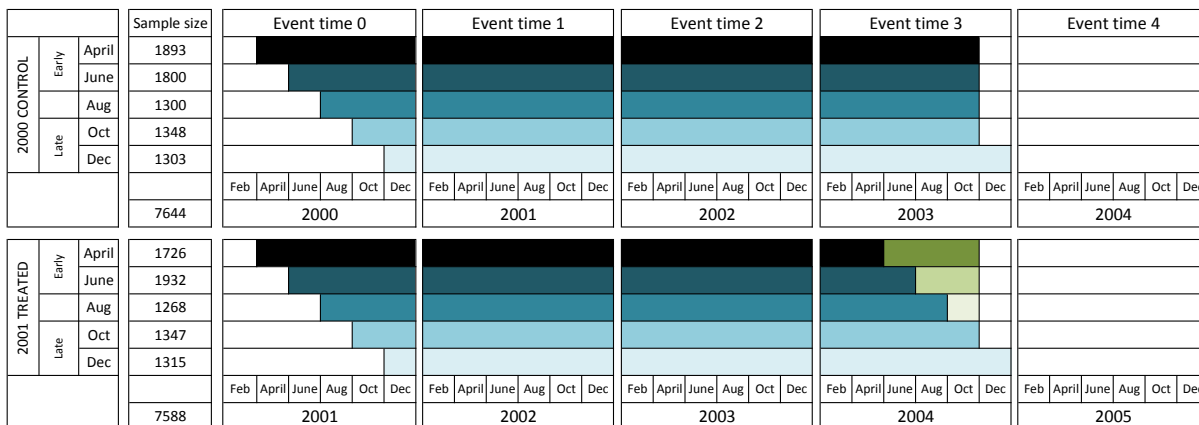 Sample size Event time 0 Event time 1 Event time 2 Event time 3 Event time 4
2000 CONTROL
Early
April 1893
June 1800
Aug 1300
Late
Oct 1348
Dec 1303
Feb April June Aug Oct Dec Feb April June Aug Oct Dec Feb April June Aug Oct Dec Feb April June Aug Oct Dec Feb April June Aug Oct Dec
7644 2000 2001 2002 2003 2004
2001 TREATED
Early
April 1726
June 1932
Aug 1268
Late
Oct 1347
Dec 1315
Feb April June Aug Oct Dec Feb April June Aug Oct Dec Feb April June Aug Oct Dec Feb April June Aug Oct Dec Feb April June Aug Oct Dec
7588 2001 2002 2003 2004 2005